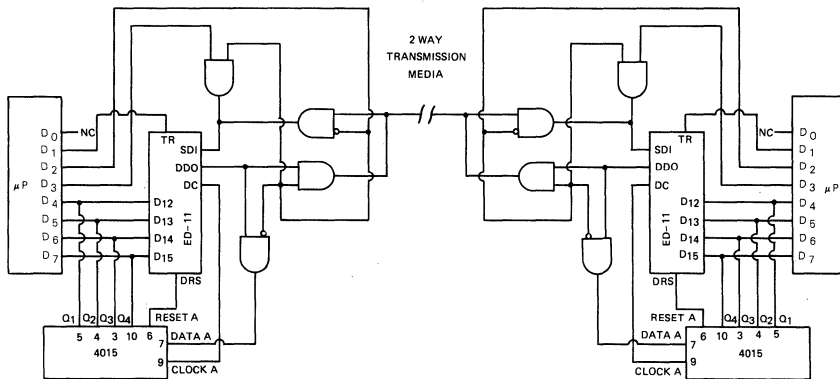 2 WAY
TRANSMISSION
MEDIA
μP
D0
D1
D2
D3
D4
D5
D6
D7
NC
TR
SDI
DDO
DC
D12
D13
D14
D15
ED-11
DRS
RESET A
Q1 Q2 Q3 Q4
5 4 3 10 6
DATA A
7
4015
9
CLOCK A
TR
SDI
DDO
DC
D12
D13
D14
D15
ED-11
DRS
NC
D0
D1
D2
D3
D4
D5
D6
D7
μP
RESET A
Q4 Q3 Q2 Q1
6 10 3 4 5
DATA A
7
4015
9
CLOCK A